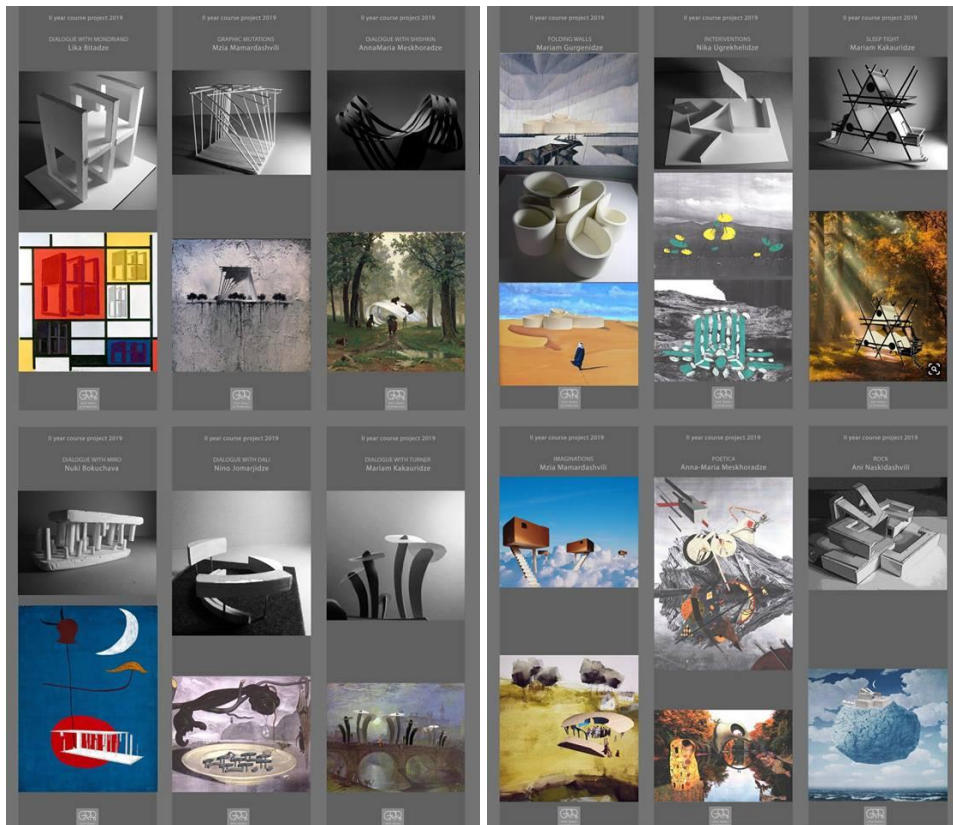 II year course project 2019
DIALOGUE WITH MONDRIANO
Lika Bitadze
II year course project 2019
GRAPHIC MUTATIONS
Mzia Mamardashvili
II year course project 2019
DIALOGUE WITH SHISHKIN
AnnaMaria Meskhoradze
II year course project 2019
FOLDING WALLS
Mariam Gurgenidze
II year course project 2019
INTERVENTIONS
Nika Ugrekhelidze
II year course project 2019
SLEEP TIGHT
Mariam Kakauridze
II year course project 2019
DIALOGUE WITH MIRO
Nuki Bokuchava
II year course project 2019
DIALOGUE WITH DALI
Nino Jomarjidze
II year course project 2019
DIALOGUE WITH TURNER
Mariam Kakauridze
II year course project 2019
IMAGINATIONS
Mzia Mamardashvili
II year course project 2019
POETICA
Anna-Maria Meskhoradze
II year course project 2019
ROCK
Ani Naskidashvili